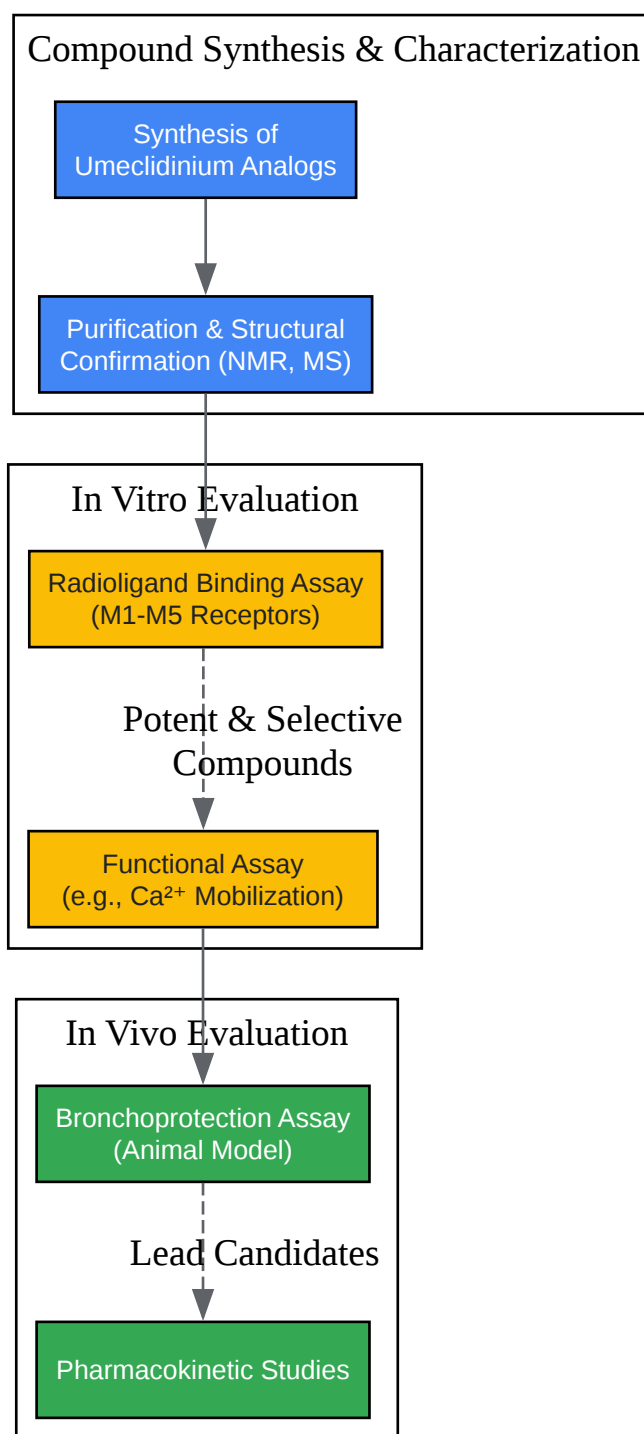 Compound Synthesis & Characterization
Synthesis of
Umeclidinium Analogs
Purification & Structural
Confirmation (NMR, MS)
In Vitro Evaluation
Radioligand Binding Assay
(M1-M5 Receptors)
Potent & Selective
Compounds
Functional Assay
(e.g., Ca²⁺ Mobilization)
In Vivo Evaluation
Bronchoprotection Assay
(Animal Model)
Lead Candidates
Pharmacokinetic Studies